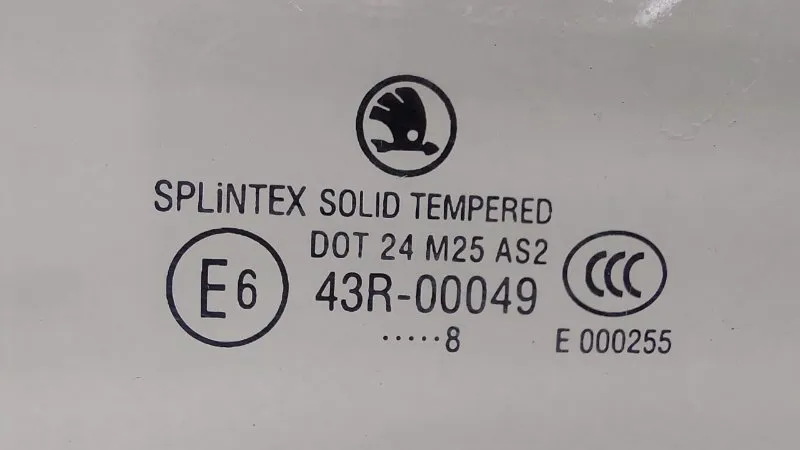 SPLiNTEX SOLID TEMPERED
DOT 24 M25 AS2
E6
43R-00049
CCC
.....8
E 000255